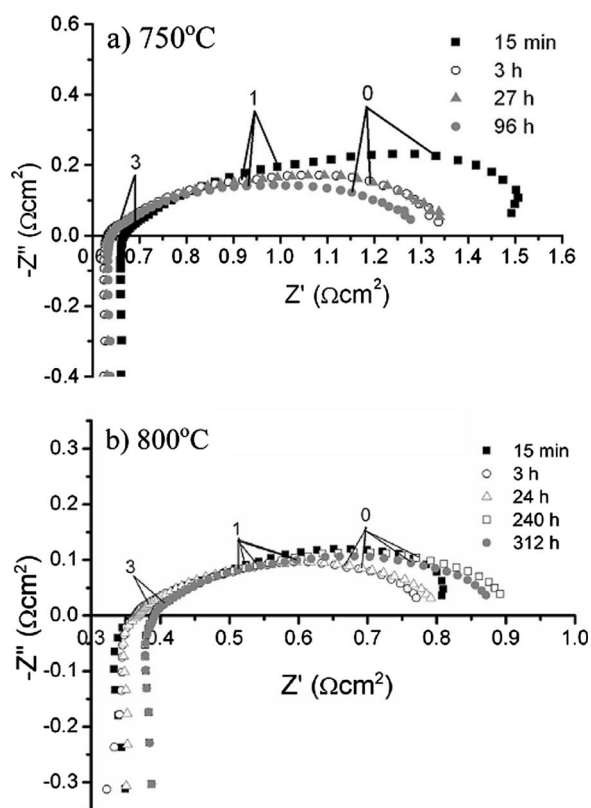 a) 750°C
0.6
0.4
0.2
0.0
-0.2
-0.4
-Z'' (Ωcm²)
15 min
3 h
27 h
96 h
3
1
0
0.6 0.7 0.8 0.9 1.0 1.1 1.2 1.3 1.4 1.5 1.6
Z' (Ωcm²)
b) 800°C
0.3
0.2
0.1
0.0
-0.1
-0.2
-0.3
-Z'' (Ωcm²)
15 min
3 h
24 h
240 h
312 h
3
1
0
0.3 0.4 0.5 0.6 0.7 0.8 0.9 1.0
Z' (Ωcm²)